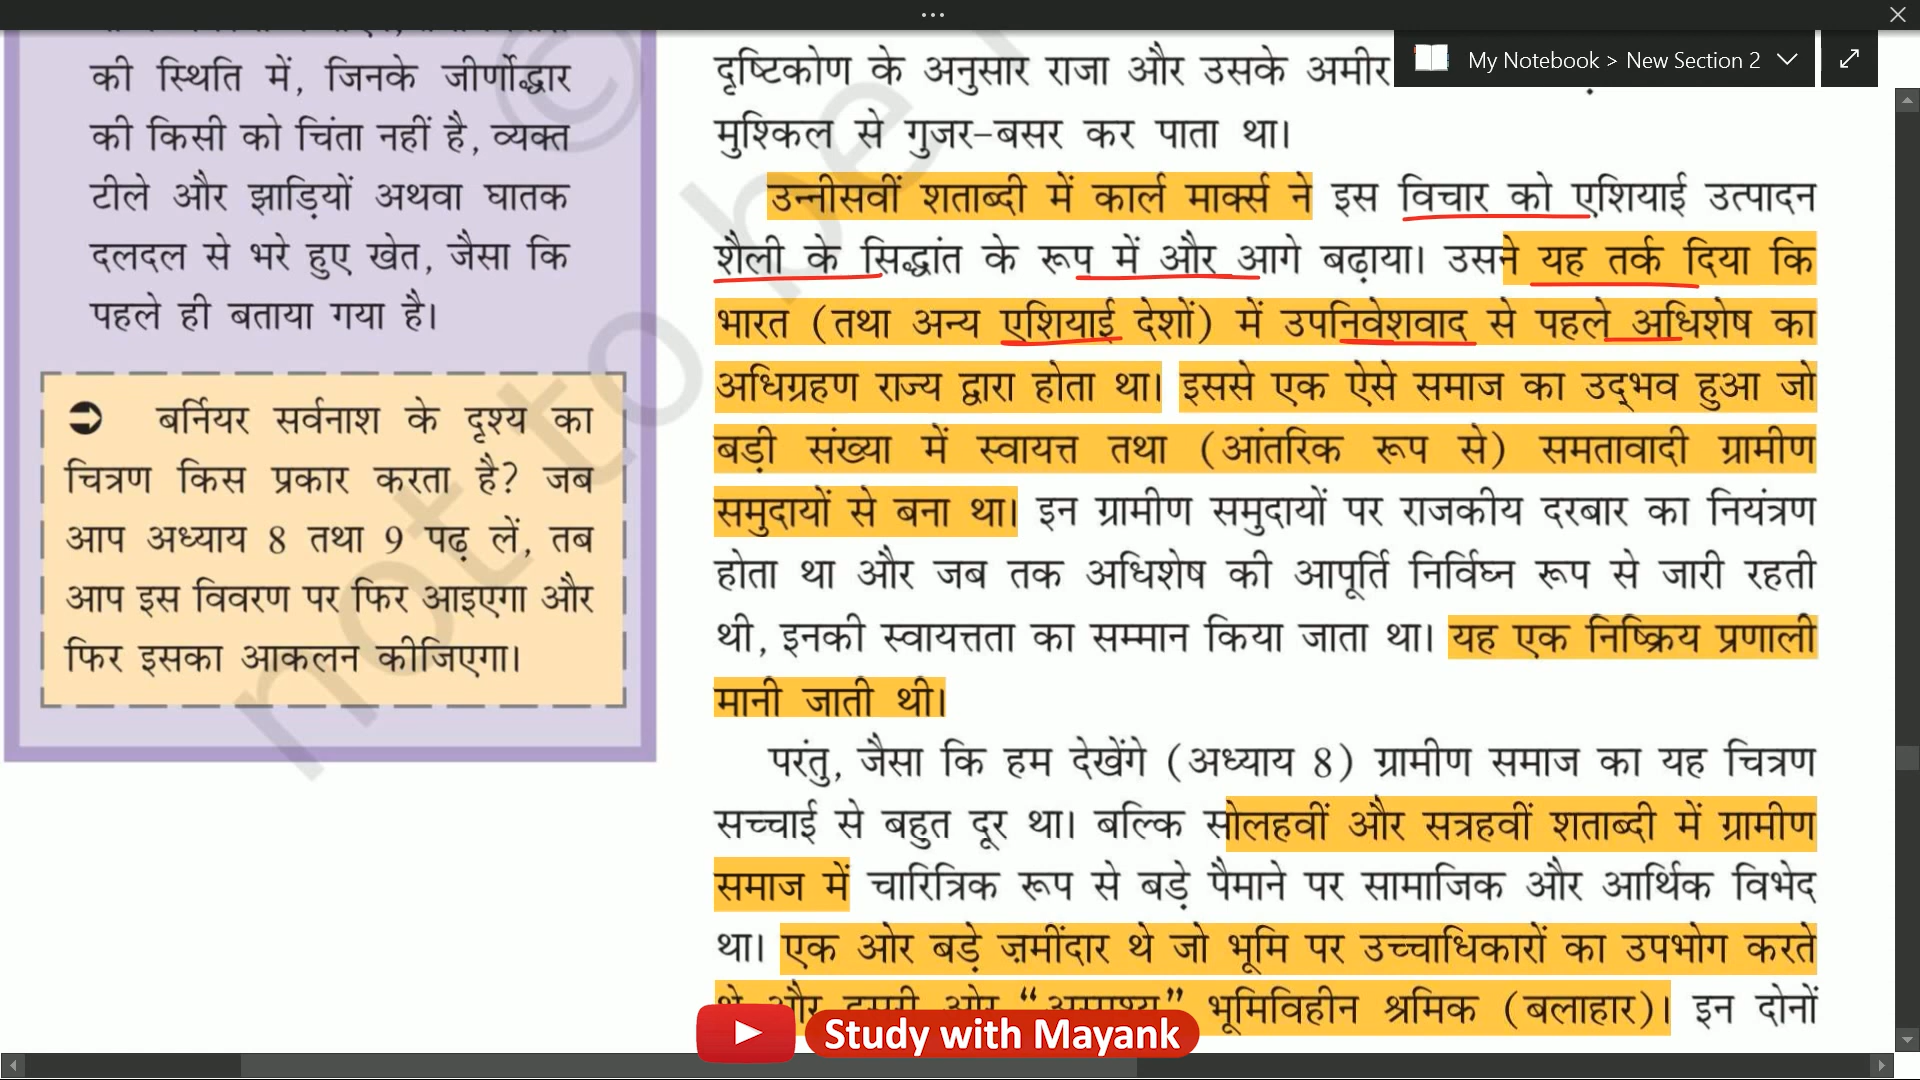 ...
My Notebook > New Section 2
की स्थिति में, जिनके जीर्णोद्धार
की किसी को चिंता नहीं है, व्यक्त
टीले और झाड़ियों अथवा घातक
दलदल से भरे हुए खेत, जैसा कि
पहले ही बताया गया है।
➲ बर्नियर सर्वनाश के दृश्य का
चित्रण किस प्रकार करता है? जब
आप अध्याय 8 तथा 9 पढ़ लें, तब
आप इस विवरण पर फिर आइएगा और
फिर इसका आकलन कीजिएगा।
दृष्टिकोण के अनुसार राजा और उसके अमीर
मुश्किल से गुजर-बसर कर पाता था।
उन्नीसवीं शताब्दी में कार्ल मार्क्स ने इस विचार को एशियाई उत्पादन
शैली के सिद्धांत के रूप में और आगे बढ़ाया। उसने यह तर्क दिया कि
भारत (तथा अन्य एशियाई देशों) में उपनिवेशवाद से पहले अधिशेष का
अधिग्रहण राज्य द्वारा होता था। इससे एक ऐसे समाज का उद्‌भव हुआ जो
बड़ी संख्या में स्वायत्त तथा (आंतरिक रूप से) समतावादी ग्रामीण
समुदायों से बना था। इन ग्रामीण समुदायों पर राजकीय दरबार का नियंत्रण
होता था और जब तक अधिशेष की आपूर्ति निर्विघ्न रूप से जारी रहती
थी, इनकी स्वायत्तता का सम्मान किया जाता था। यह एक निष्क्रिय प्रणाली
मानी जाती थी।
परंतु, जैसा कि हम देखेंगे (अध्याय 8) ग्रामीण समाज का यह चित्रण
सच्चाई से बहुत दूर था। बल्कि सोलहवीं और सत्रहवीं शताब्दी में ग्रामीण
समाज में चारित्रिक रूप से बड़े पैमाने पर सामाजिक और आर्थिक विभेद
था। एक ओर बड़े ज़मींदार थे जो भूमि पर उच्चाधिकारों का उपभोग करते
थे और दूसरी ओर “अस्पृश्य” भूमिविहीन श्रमिक (बलाहार)। इन दोनों
Study with Mayank
not to be
©